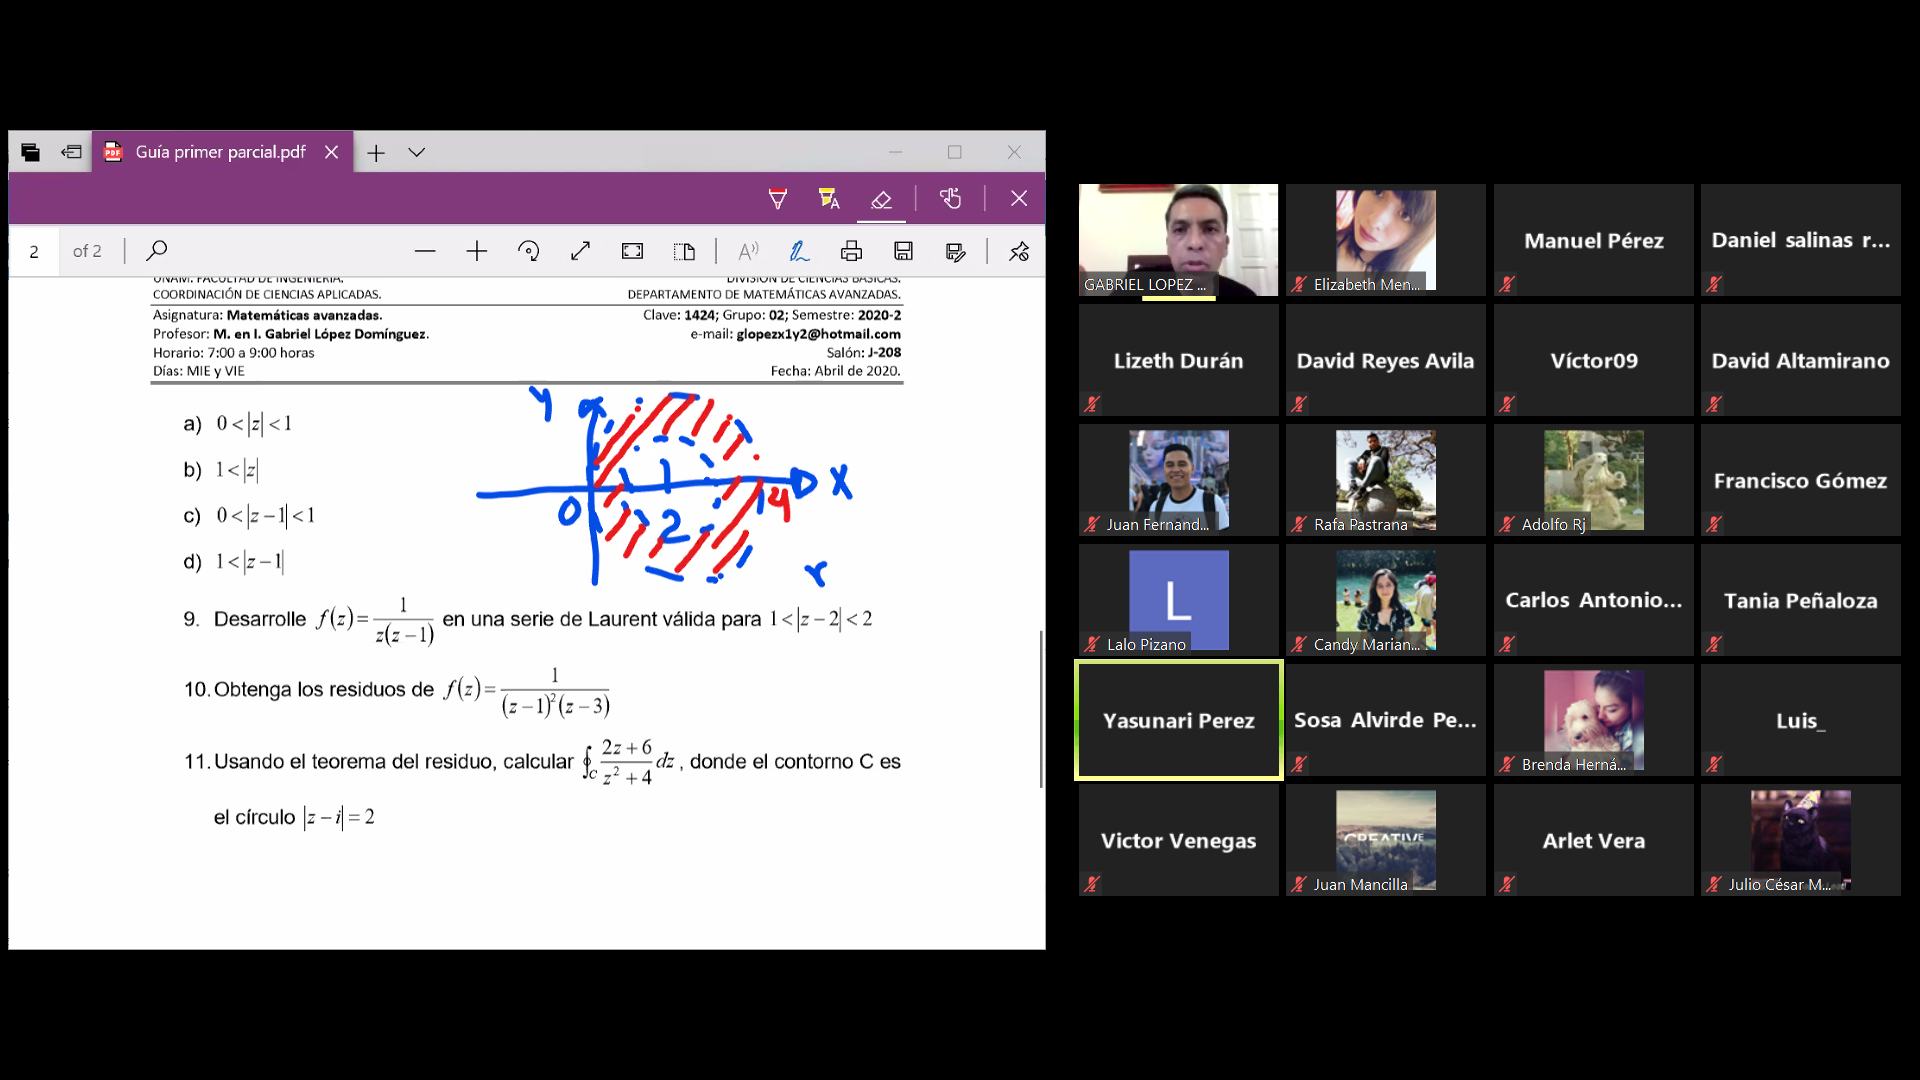 Guía primer parcial.pdf
2 of 2
UNAM. FACULTAD DE INGENIERÍA. DIVISIÓN DE CIENCIAS BÁSICAS.
COORDINACIÓN DE CIENCIAS APLICADAS. DEPARTAMENTO DE MATEMÁTICAS AVANZADAS.
Asignatura: Matemáticas avanzadas. Clave: 1424; Grupo: 02; Semestre: 2020-2
Profesor: M. en I. Gabriel López Domínguez. e-mail: glopezx1y2@hotmail.com
Horario: 7:00 a 9:00 horas Salón: J-208
Días: MIE y VIE Fecha: Abril de 2020.
y
a) 0 < |z| < 1
b) 1 < |z|
x
0
2
4
c) 0 < |z − 1| < 1
d) 1 < |z − 1|
r
9. Desarrolle f(z) = 1/(z(z − 1)) en una serie de Laurent válida para 1 < |z − 2| < 2
10. Obtenga los residuos de f(z) = 1/((z − 1)²(z − 3))
11. Usando el teorema del residuo, calcular ∮_C (2z + 6)/(z² + 4) dz, donde el contorno C es
el círculo |z − i| = 2
GABRIEL LOPEZ ...
Elizabeth Men...
Manuel Pérez
Daniel salinas r...
Lizeth Durán
David Reyes Avila
Víctor09
David Altamirano
Juan Fernand...
Rafa Pastrana
Adolfo Rj
Francisco Gómez
L
Lalo Pizano
Candy Marian...
Carlos Antonio...
Tania Peñaloza
Yasunari Perez
Sosa Alvirde Pe...
Brenda Herná...
Luis_
Victor Venegas
CREATIVE
Juan Mancilla
Arlet Vera
Julio César M...